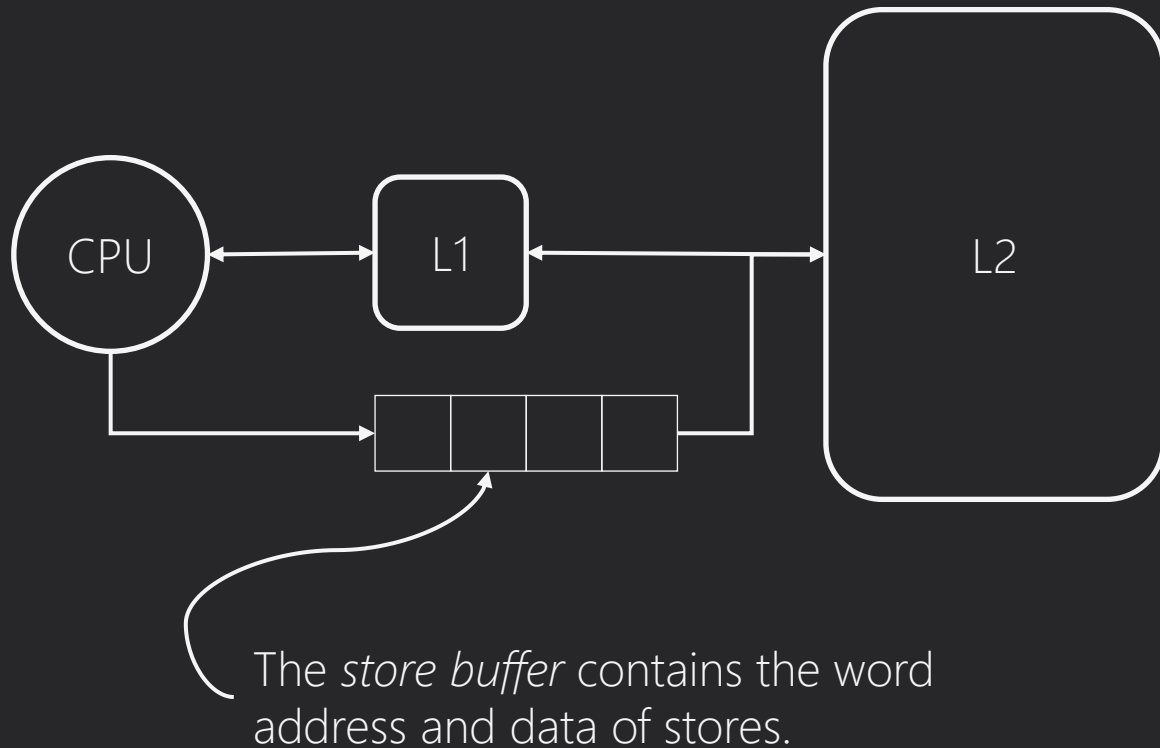 CPU
L1
L2
The store buffer contains the word
address and data of stores.